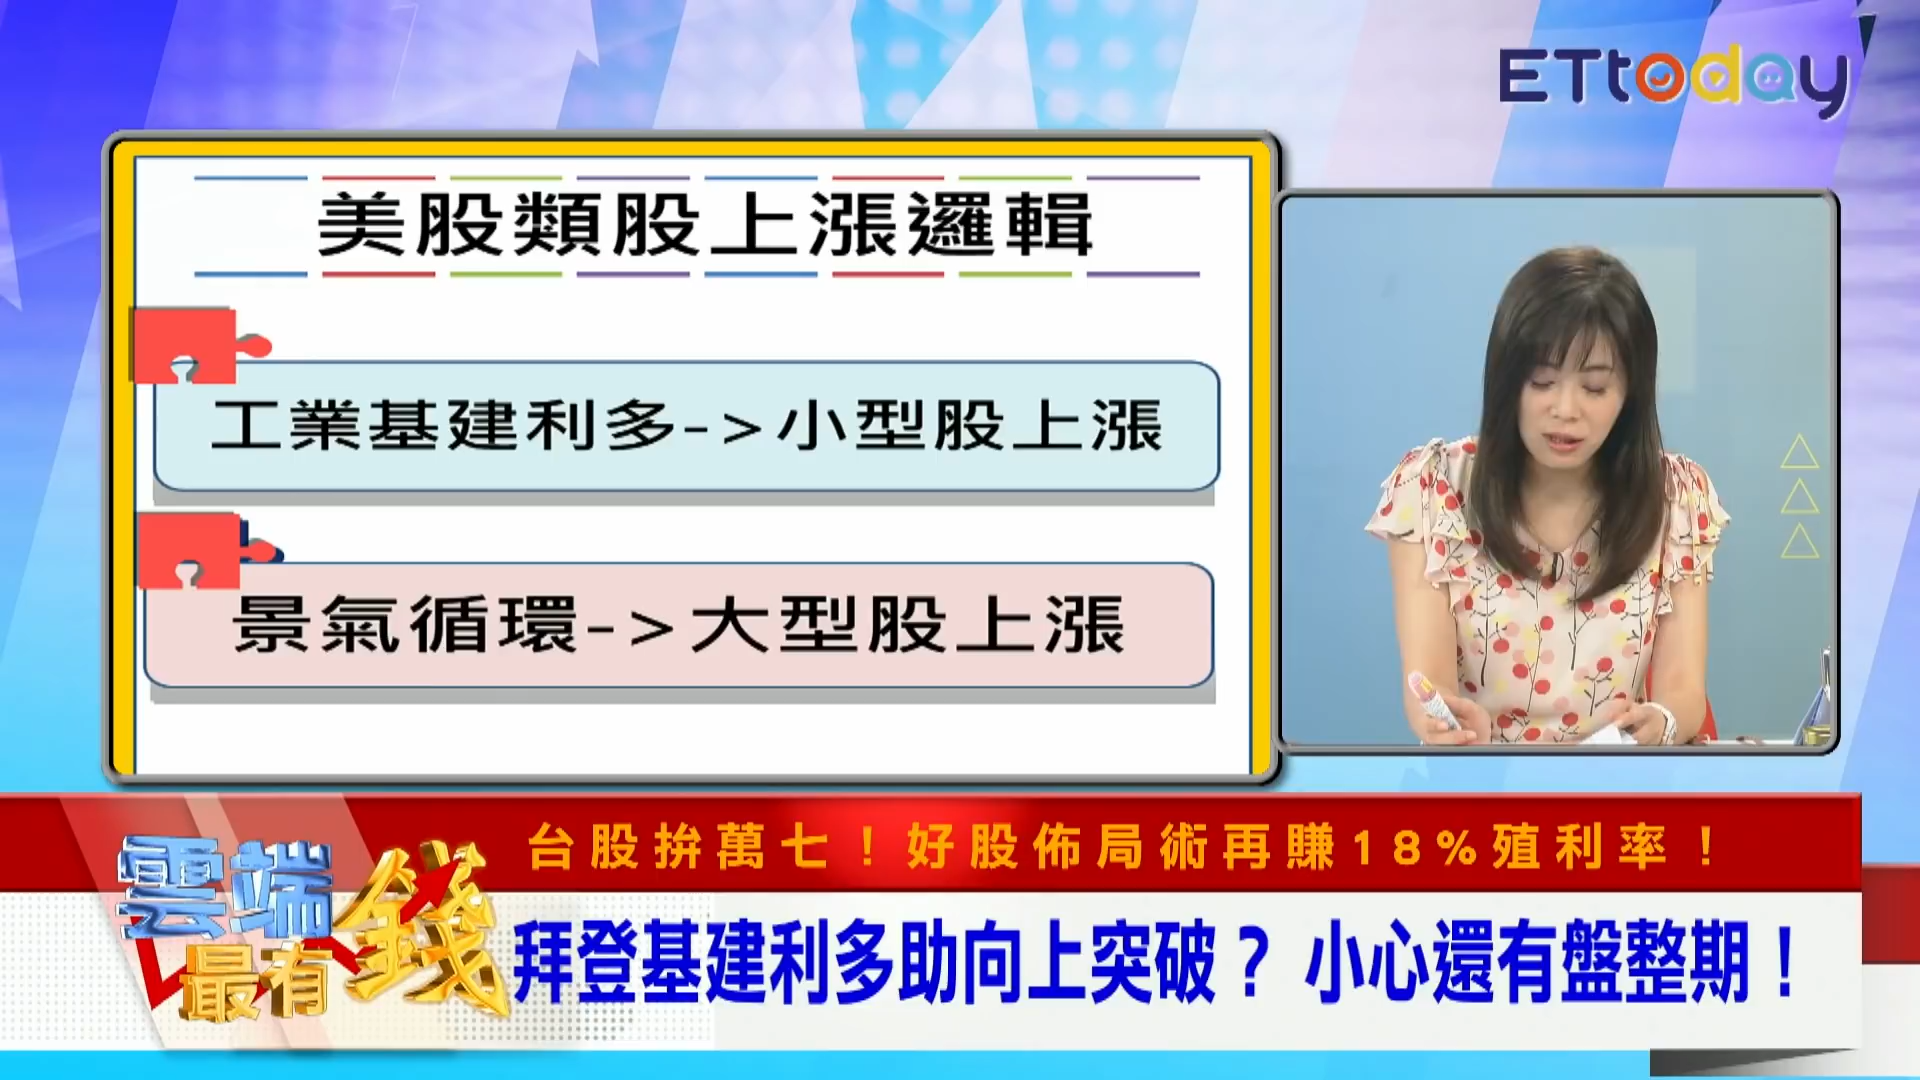 ETtoday
美股類股上漲邏輯
工業基建利多->小型股上漲
景氣循環->大型股上漲
台股拚萬七！好股佈局術再賺18%殖利率！
雲端最有錢
拜登基建利多助向上突破？小心還有盤整期！